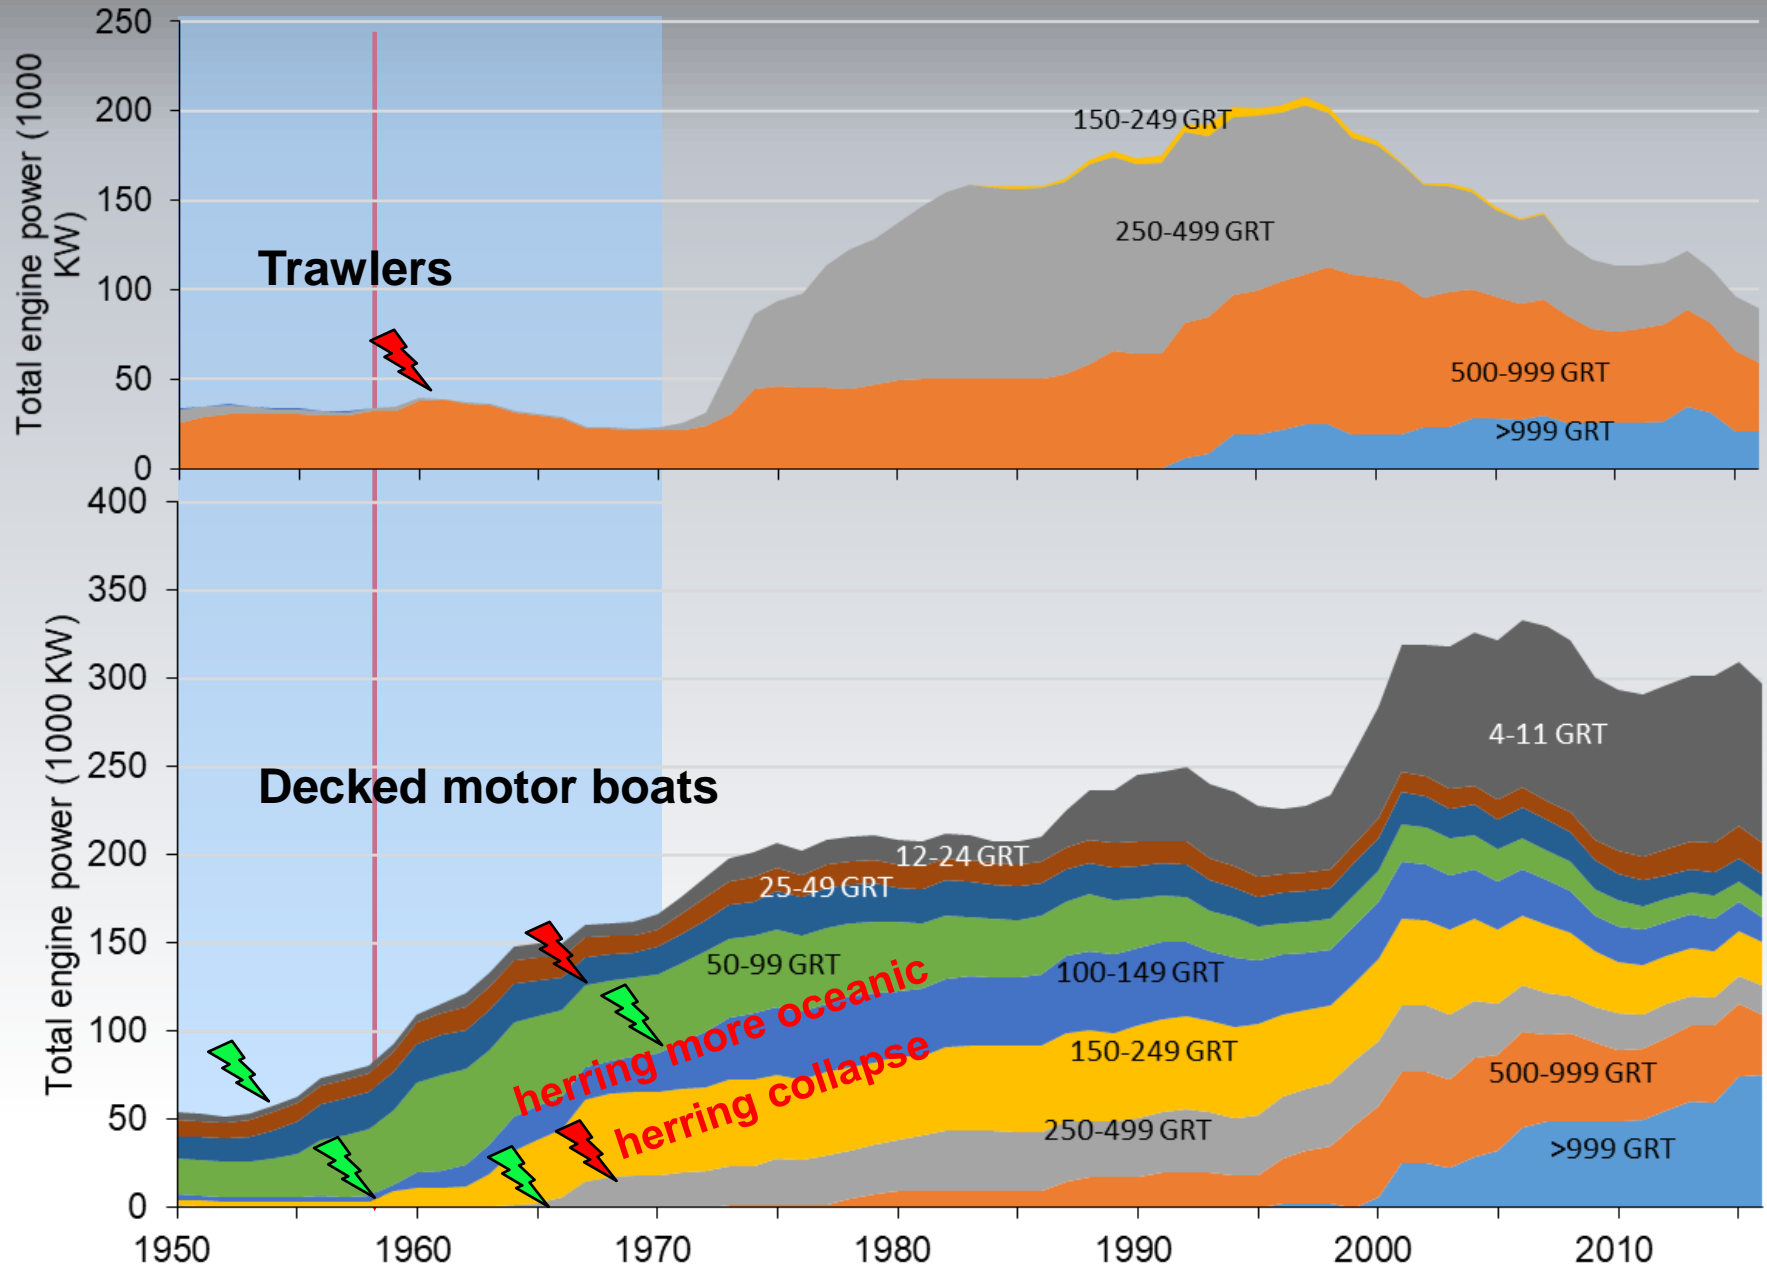 Total engine power (1000
KW)
250
200
150
100
50
0
Trawlers
150-249 GRT
250-499 GRT
500-999 GRT
>999 GRT
Total engine power (1000 KW)
400
350
300
250
200
150
100
50
0
Decked motor boats
4-11 GRT
12-24 GRT
25-49 GRT
50-99 GRT
100-149 GRT
herring more oceanic
herring collapse
150-249 GRT
250-499 GRT
500-999 GRT
>999 GRT
1950 1960 1970 1980 1990 2000 2010